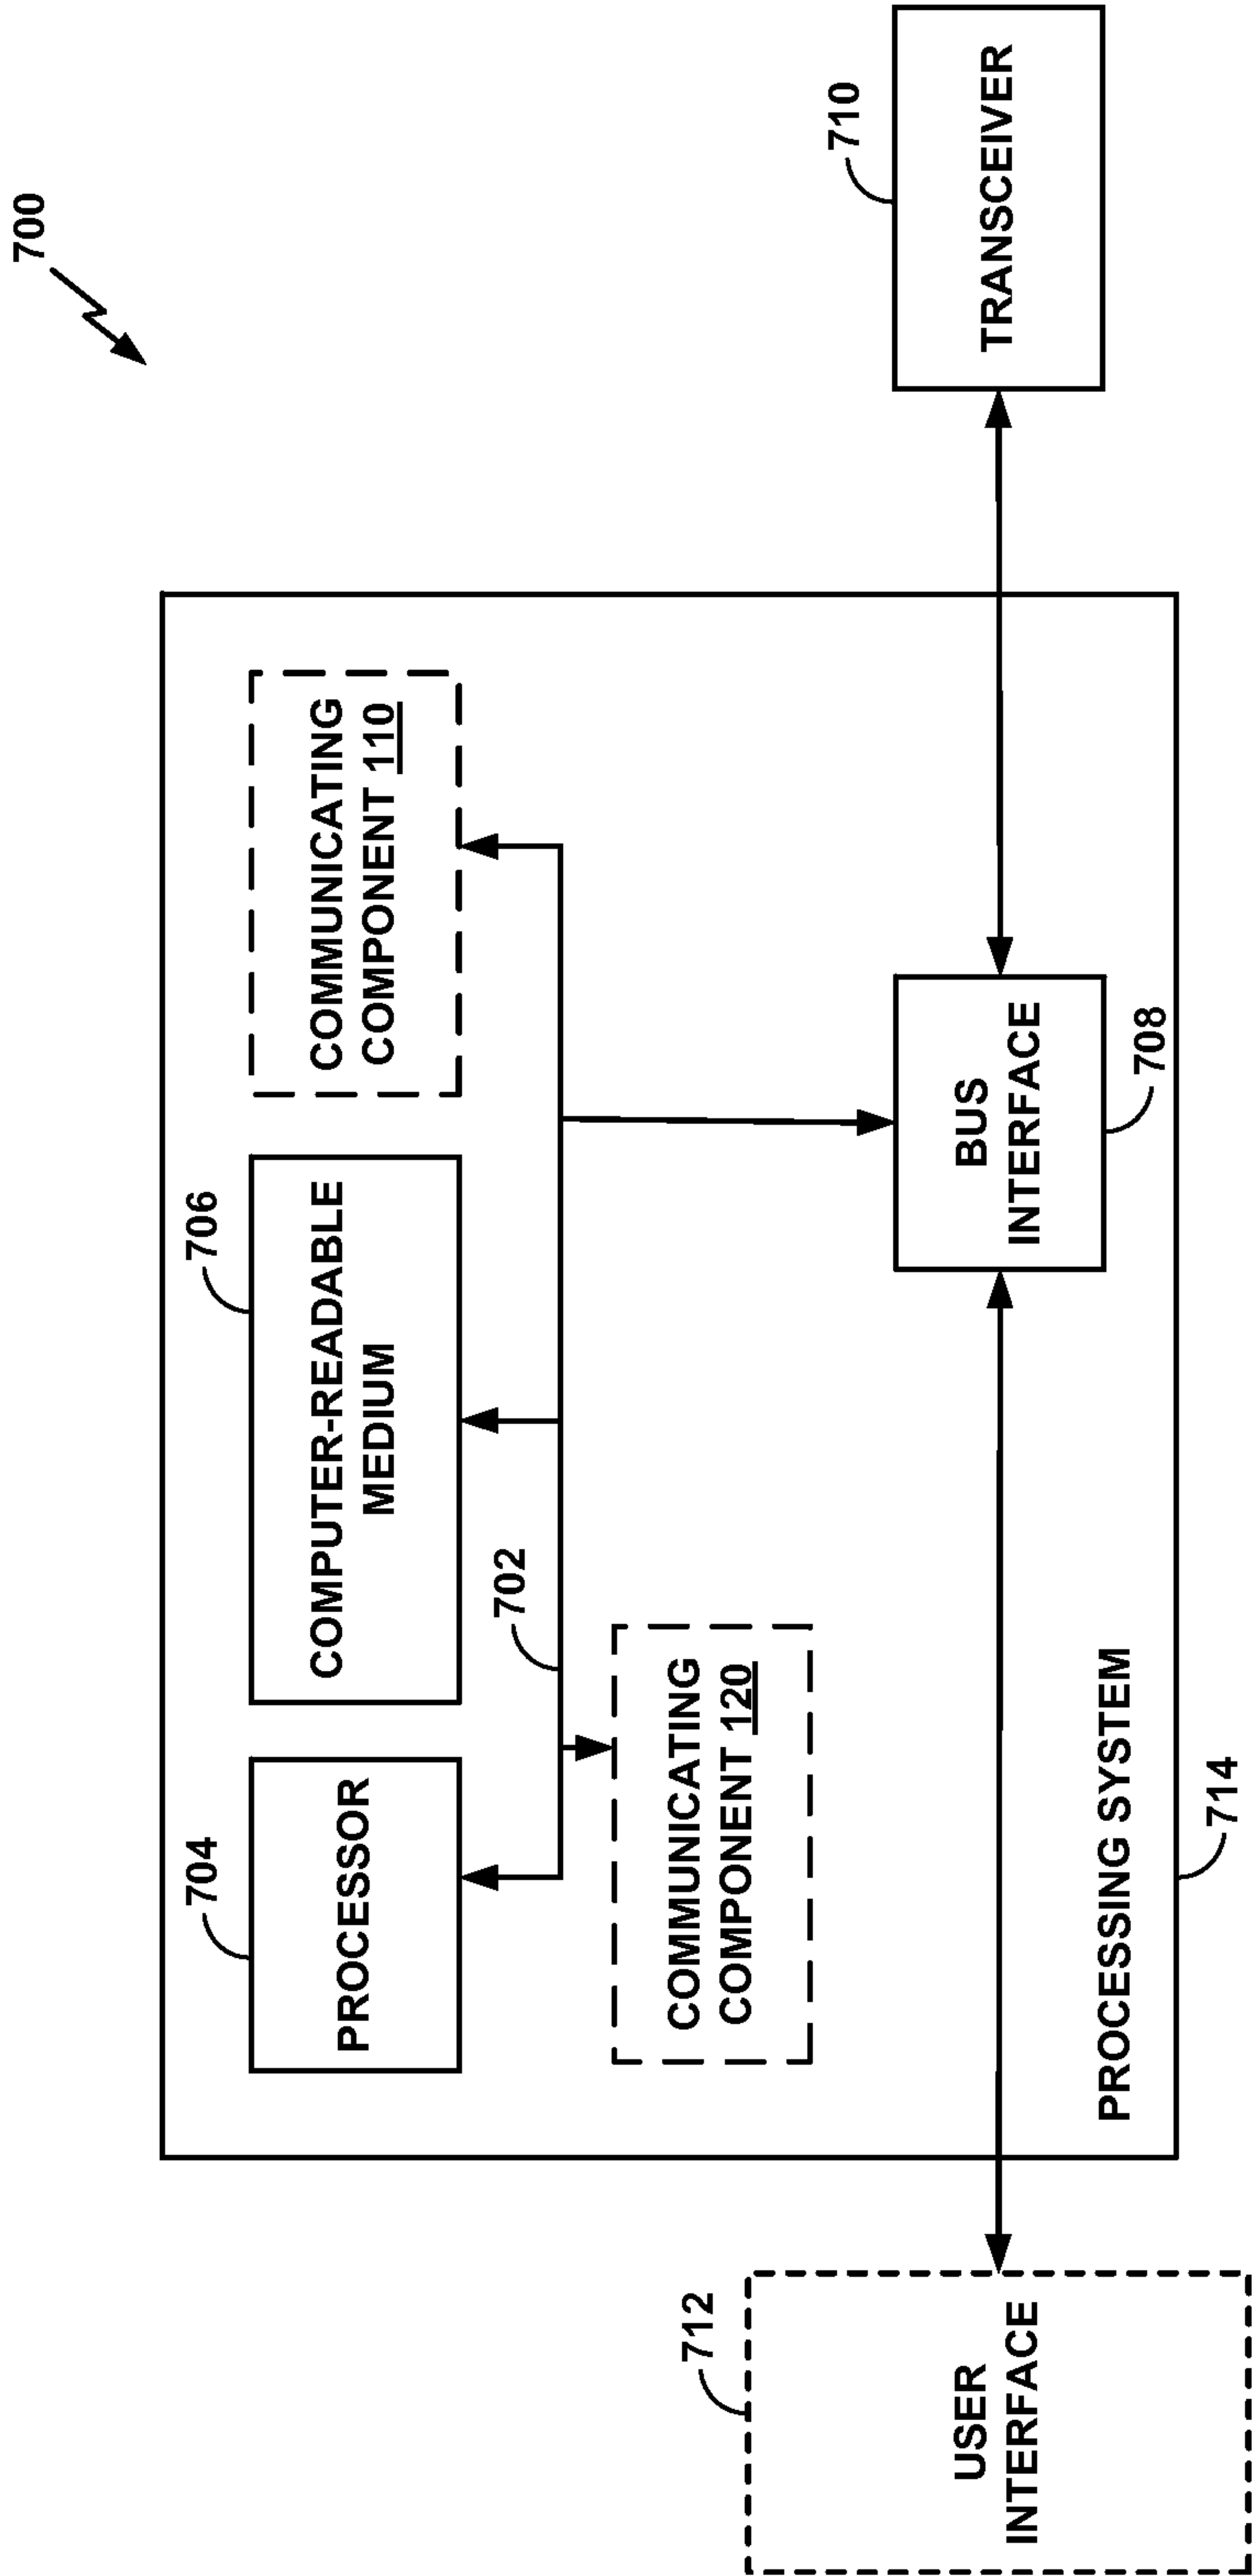 700
704
706
PROCESSOR
COMPUTER-READABLE
MEDIUM
COMMUNICATING
COMPONENT 110
702
COMMUNICATING
COMPONENT 120
712
710
USER
INTERFACE
BUS
INTERFACE
TRANSCEIVER
708
PROCESSING SYSTEM
714